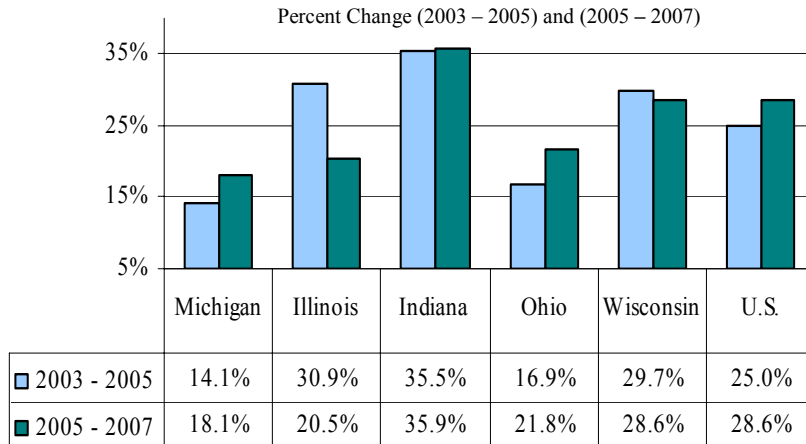 Percent Change (2003 – 2005) and (2005 – 2007)
35%
25%
15%
5%
Michigan Illinois Indiana Ohio Wisconsin U.S.
2003 - 2005 14.1% 30.9% 35.5% 16.9% 29.7% 25.0%
2005 - 2007 18.1% 20.5% 35.9% 21.8% 28.6% 28.6%